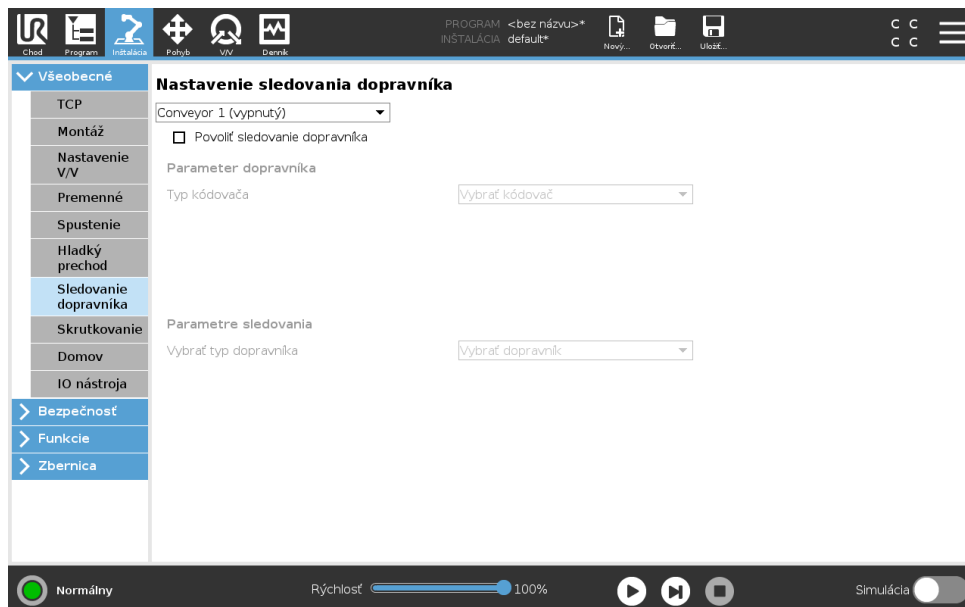 PROGRAM <bez názvu>*
INŠTALÁCIA default*
Chod
Program
Inštalácia
Pohyb
V/V
Denník
Nový...
Otvoriť...
Uložiť...
C C
C C
Všeobecné
TCP
Montáž
Nastavenie
V/V
Premenné
Spustenie
Hladký
prechod
Sledovanie
dopravníka
Skrutkovanie
Domov
IO nástroja
Bezpečnosť
Funkcie
Zbernica
Nastavenie sledovania dopravníka
Conveyor 1 (vypnutý)
Povoliť sledovanie dopravníka
Parameter dopravníka
Typ kódovača
Vybrať kódovač
Parametre sledovania
Vybrať typ dopravníka
Vybrať dopravník
Normálny
Rýchlosť
100%
Simulácia